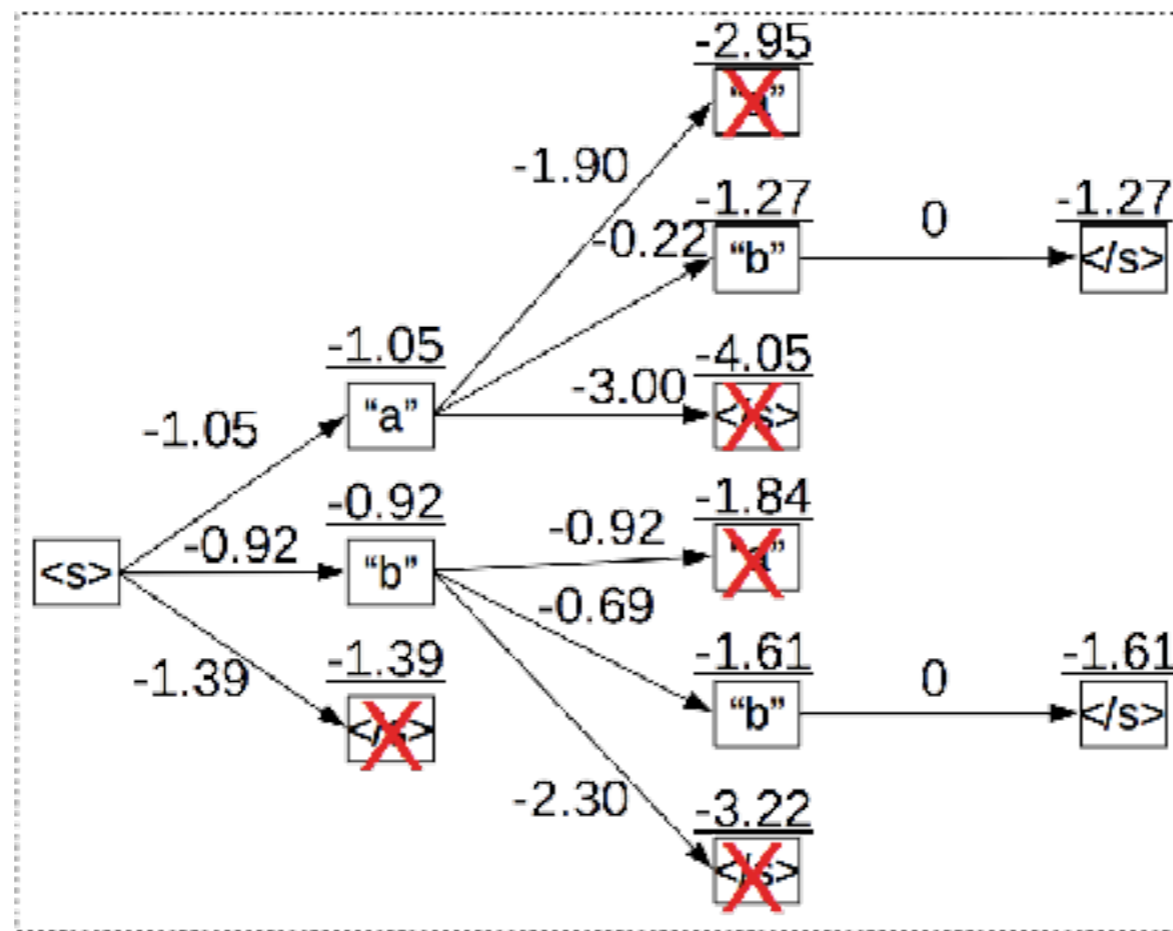 -2.95
"a"
-1.90
-1.27
-0.22
"b"
0
-1.27
</s>
-1.05
"a"
-4.05
-3.00
</s>
-1.05
-0.92
-1.84
-0.92
"a"
<s>
-0.92
"b"
-0.69
-1.39
-1.39
</s>
-1.61
"b"
0
-1.61
</s>
-2.30
-3.22
</s>